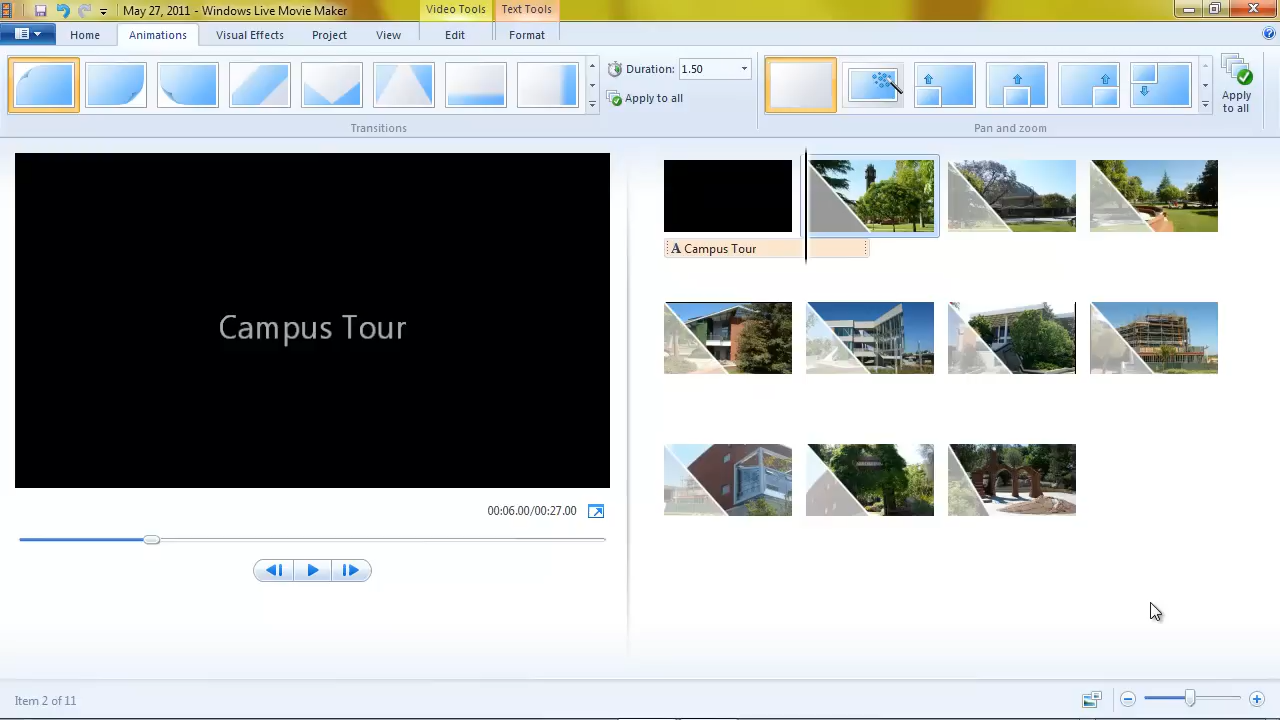 May 27, 2011 - Windows Live Movie Maker
Video Tools
Text Tools
Home
Animations
Visual Effects
Project
View
Edit
Format
Duration: 1.50
Apply to all
Apply
to all
Transitions
Pan and zoom
Campus Tour
A Campus Tour
00:06.00/00:27.00
Item 2 of 11